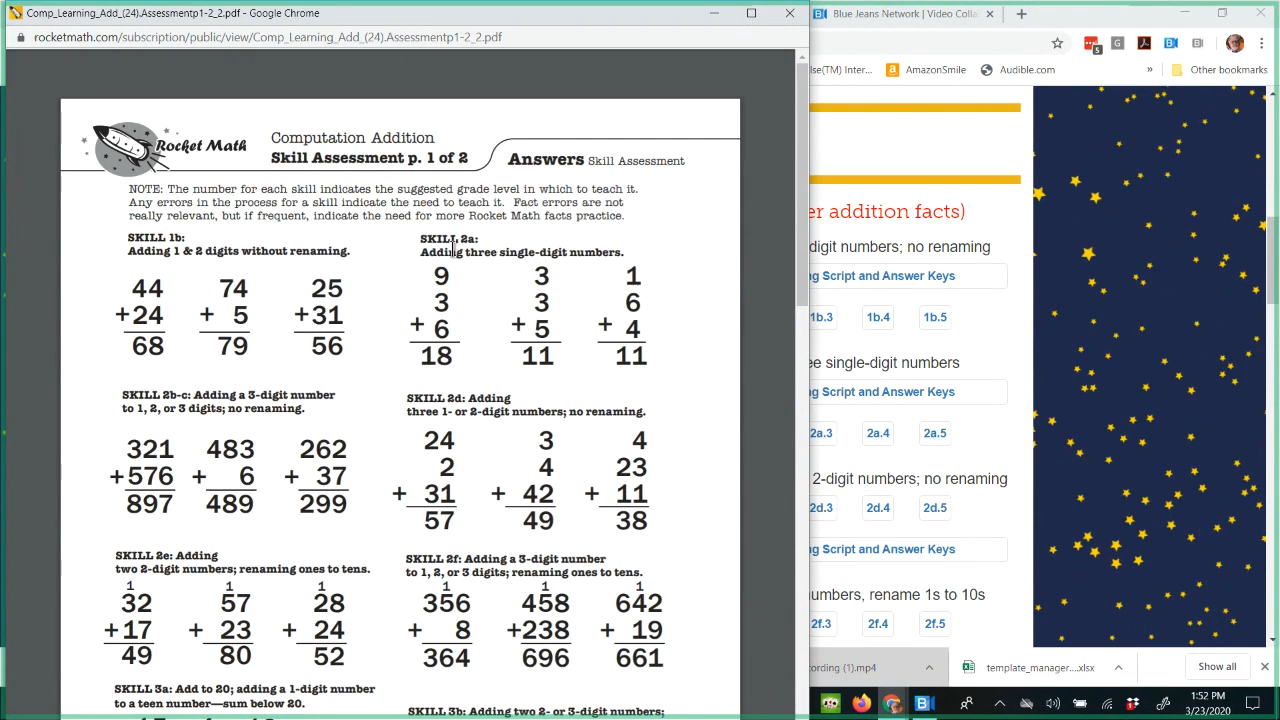 Comp_Learning_Add_(24).Assessmentp1-2_2.pdf - Google Chrome
rocketmath.com/subscription/public/view/Comp_Learning_Add_(24).Assessmentp1-2_2.pdf
Rocket Math
Computation Addition
Skill Assessment p. 1 of 2
Answers Skill Assessment
NOTE: The number for each skill indicates the suggested grade level in which to teach it.
Any errors in the process for a skill indicate the need to teach it. Fact errors are not
really relevant, but if frequent, indicate the need for more Rocket Math facts practice.
SKILL 1b:
Adding 1 & 2 digits without renaming.
44 74 25
+24 + 5 +31
68 79 56
SKILL 2a:
Adding three single-digit numbers.
9 3 1
3 3 6
+ 6 + 5 + 4
18 11 11
SKILL 2b-c: Adding a 3-digit number
to 1, 2, or 3 digits; no renaming.
321 483 262
+576 + 6 + 37
897 489 299
SKILL 2d: Adding
three 1- or 2-digit numbers; no renaming.
24 3 4
2 4 23
+ 31 + 42 + 11
57 49 38
SKILL 2e: Adding
two 2-digit numbers; renaming ones to tens.
1 1 1
32 57 28
+17 + 23 + 24
49 80 52
SKILL 2f: Adding a 3-digit number
to 1, 2, or 3 digits; renaming ones to tens.
1 1 1
356 458 642
+ 8 +238 + 19
364 696 661
SKILL 3a: Add to 20; adding a 1-digit number
to a teen number—sum below 20.
SKILL 3b: Adding two 2- or 3-digit numbers;
Blue Jeans Network | Video Colla
5
G
lse(TM) Inter...
AmazonSmile
Audible.com
»
Other bookmarks
er addition facts)
digit numbers; no renaming
ng Script and Answer Keys
1b.3 1b.4 1b.5
ee single-digit numbers
ng Script and Answer Keys
2a.3 2a.4 2a.5
2-digit numbers; no renaming
2d.3 2d.4 2d.5
ng Script and Answer Keys
umbers, rename 1s to 10s
2f.3 2f.4 2f.5
ording (1).mp4
template_manager....xlsx
Show all
1:52 PM
3/23/2020